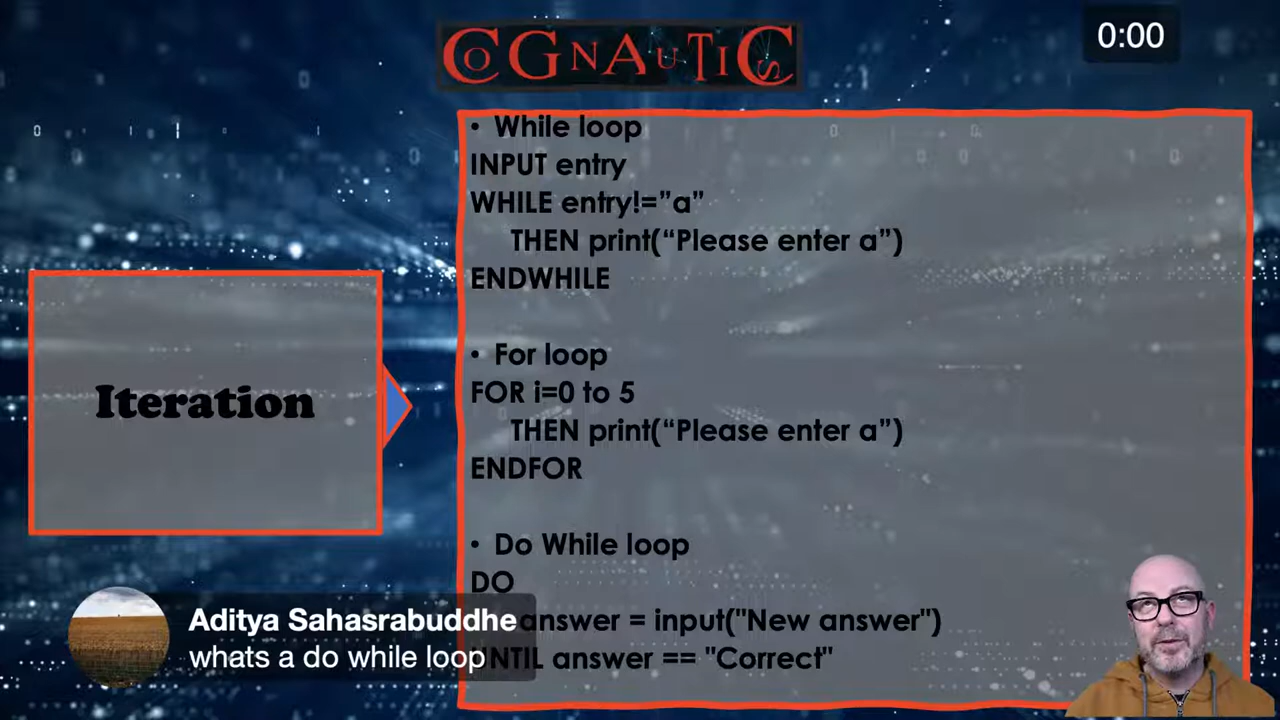 COGNAUTICS
0:00
• While loop
INPUT entry
WHILE entry!=”a”
THEN print(“Please enter a”)
ENDWHILE
• For loop
FOR i=0 to 5
THEN print(“Please enter a”)
ENDFOR
• Do While loop
DO
answer = input("New answer")
UNTIL answer == "Correct"
Iteration
Aditya Sahasrabuddhe
whats a do while loop